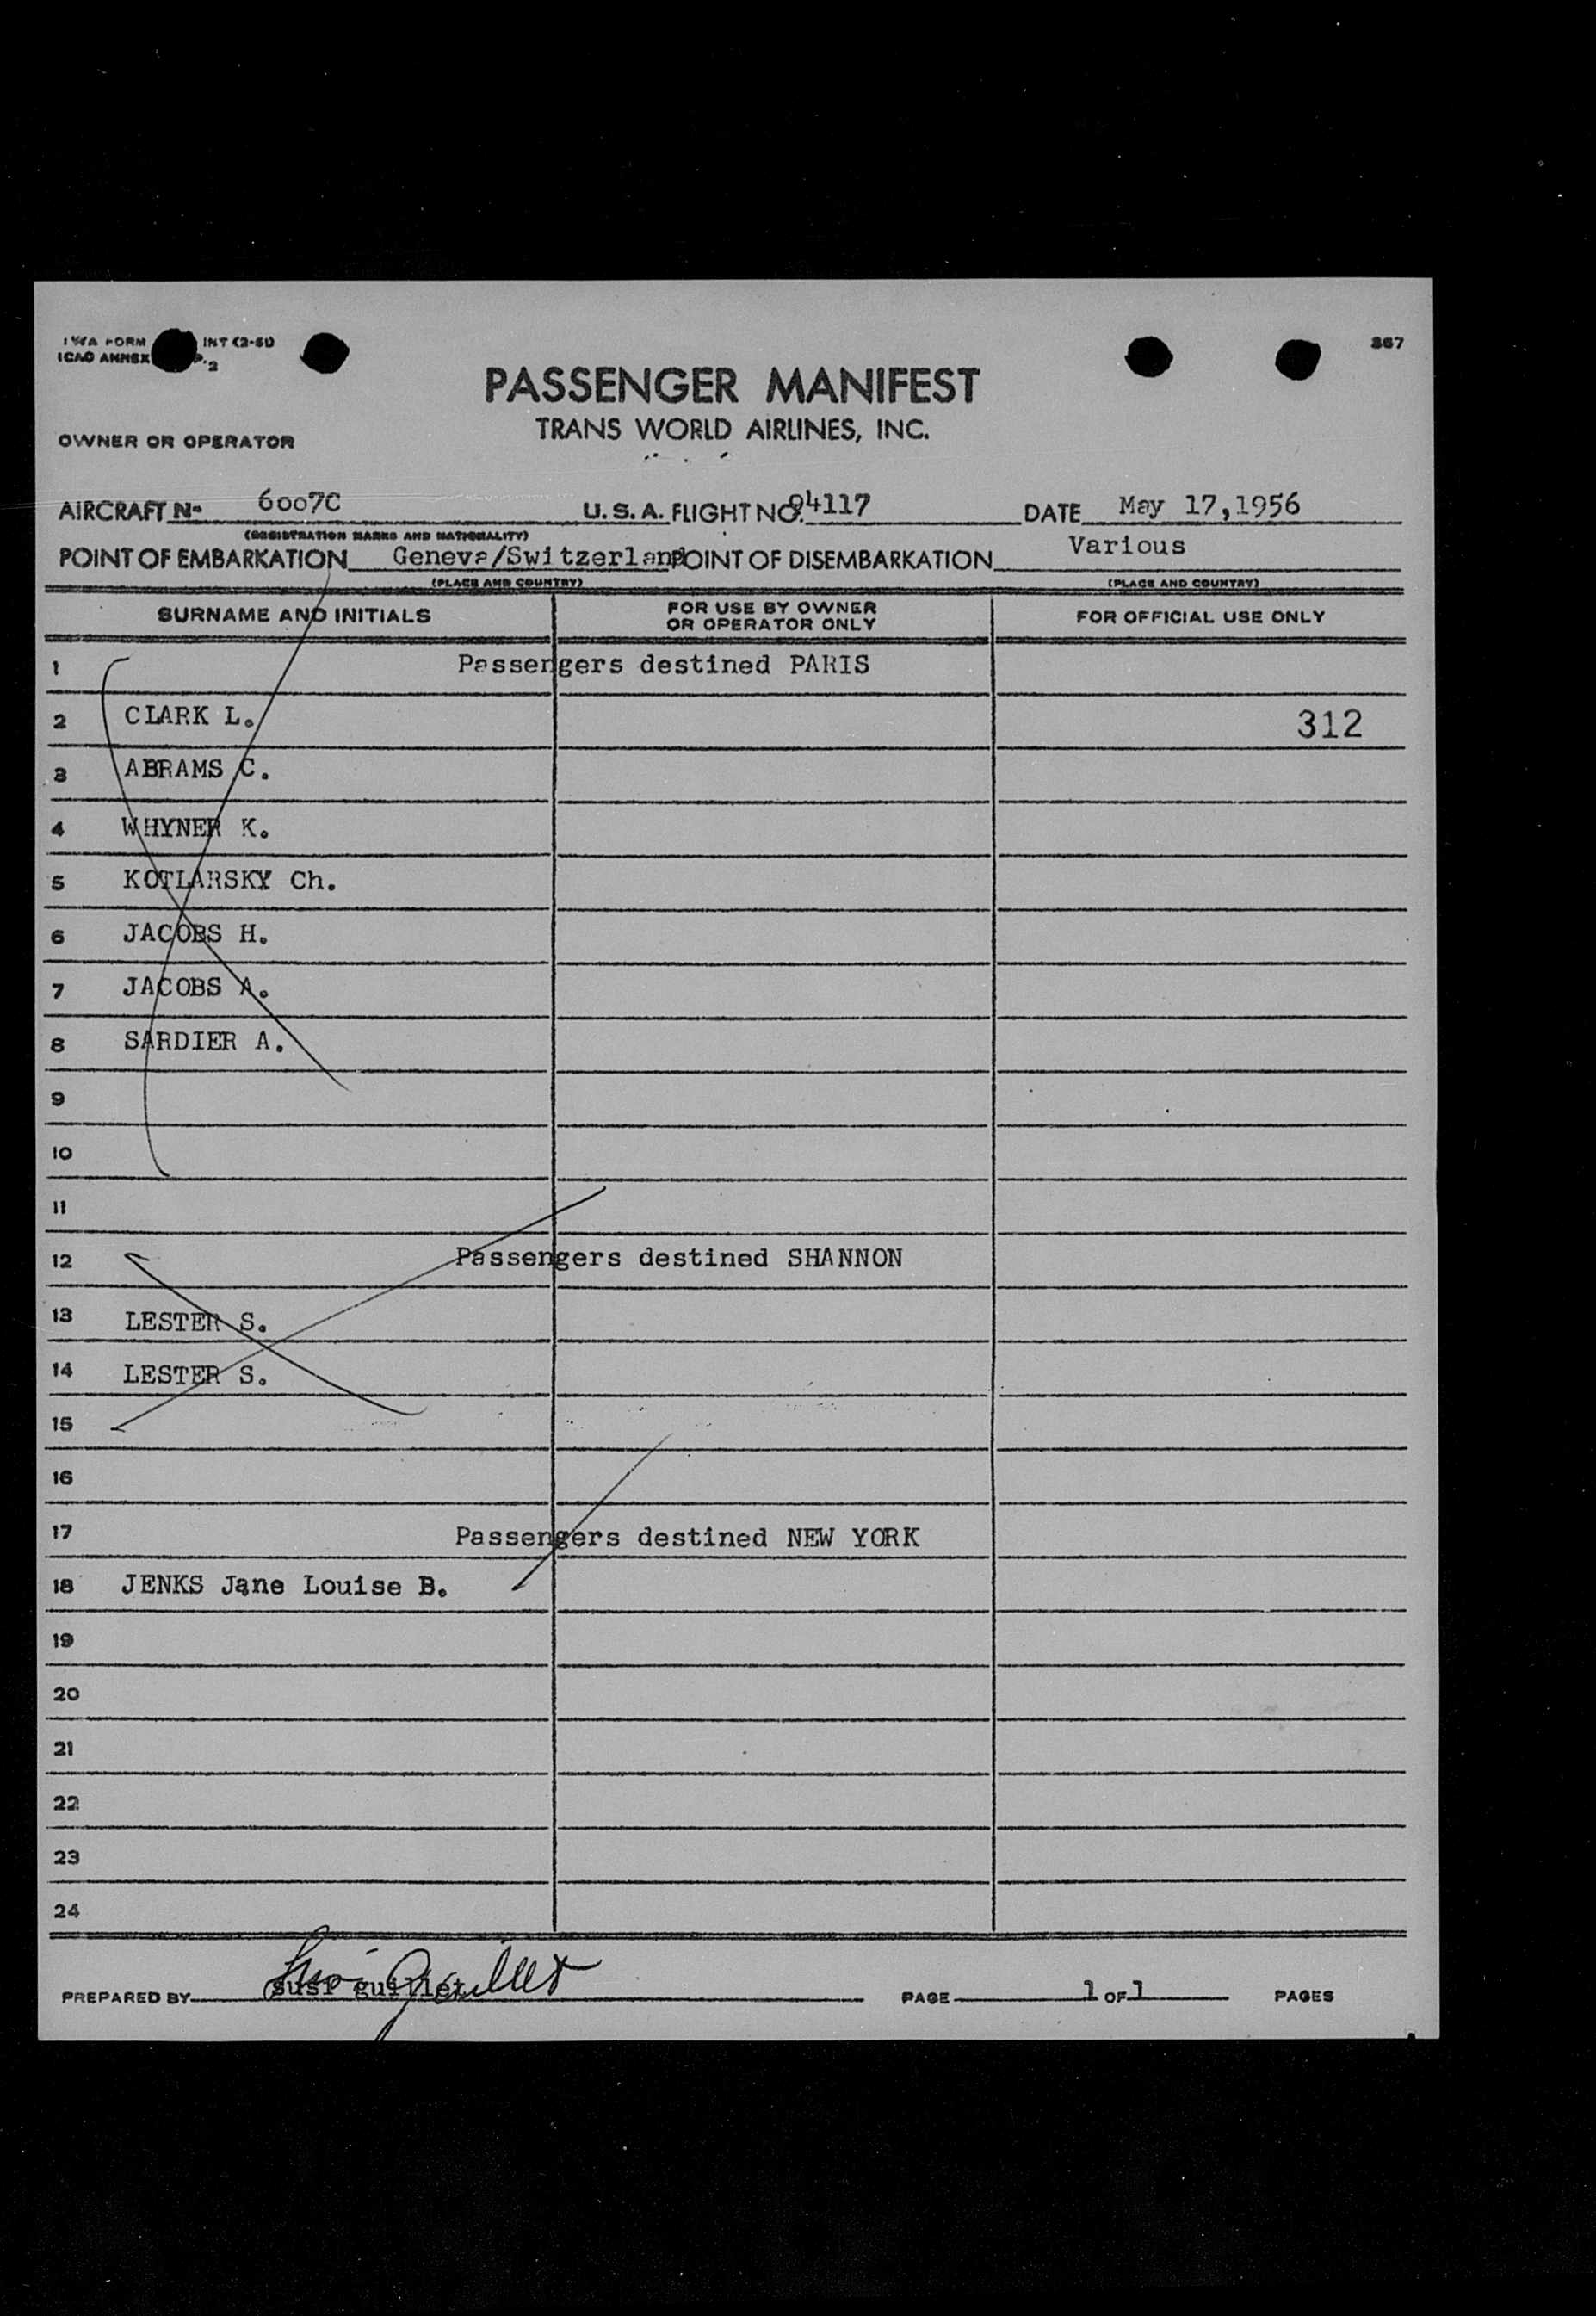 TWA FORM INT (2-51) 367
ICAO ANNEX P. 2
PASSENGER MANIFEST
TRANS WORLD AIRLINES, INC.
OWNER OR OPERATOR
AIRCRAFT Nº 6007C U.S.A. FLIGHT NO. 94117 DATE May 17,1956
(REGISTRATION MARKS AND NATIONALITY)
POINT OF EMBARKATION Geneva/Switzerland POINT OF DISEMBARKATION Various
(PLACE AND COUNTRY) (PLACE AND COUNTRY)
SURNAME AND INITIALS FOR USE BY OWNER OR OPERATOR ONLY FOR OFFICIAL USE ONLY
1 Passengers destined PARIS
2 CLARK L. 312
3 ABRAMS C.
4 WHYNER K.
5 KOTLARSKY Ch.
6 JACOBS H.
7 JACOBS A.
8 SARDIER A.
9
10
11
12 Passengers destined SHANNON
13 LESTER S.
14 LESTER S.
15
16
17 Passengers destined NEW YORK
18 JENKS Jane Louise B.
19
20
21
22
23
24
PREPARED BY susi guillet PAGE 1 OF 1 PAGES